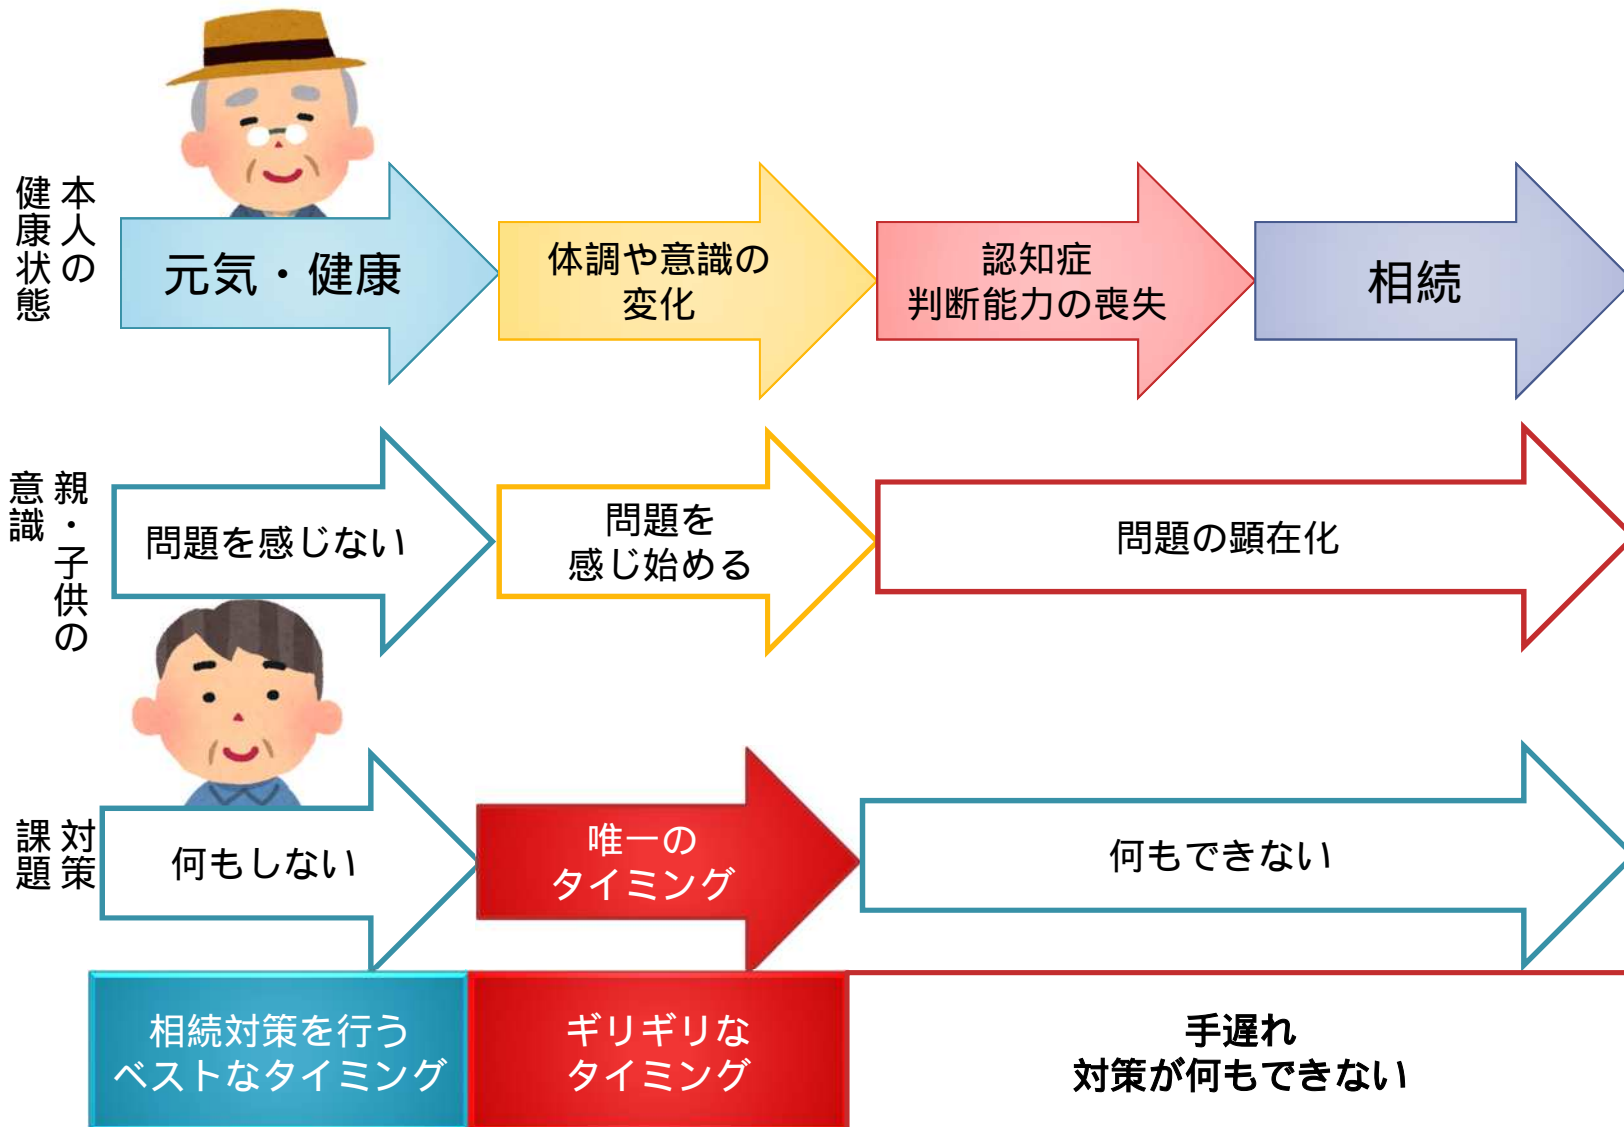 本人の
健康状態
元気・健康
体調や意識の
変化
認知症
判断能力の喪失
相続
親・子供の
意識
問題を感じない
問題を
感じ始める
問題の顕在化
対策
課題
何もしない
唯一の
タイミング
何もできない
相続対策を行う
ベストなタイミング
ギリギリな
タイミング
手遅れ
対策が何もできない